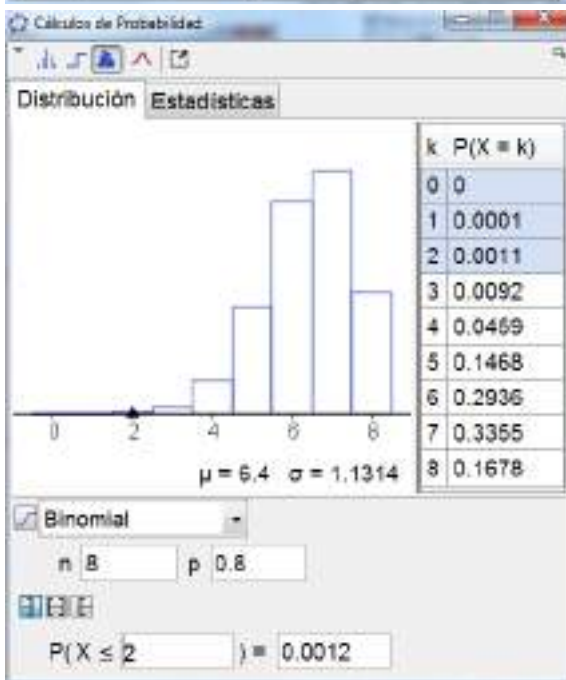 Cálculos de Probabilidad
Distribución Estadísticas
k P(X = k)
0 0
1 0.0001
2 0.0011
3 0.0092
4 0.0459
5 0.1468
6 0.2936
7 0.3355
8 0.1678
0 2 4 6 8
μ = 6.4 σ = 1.1314
Binomial
n 8 p 0.8
P( X ≤ 2 ) = 0.0012